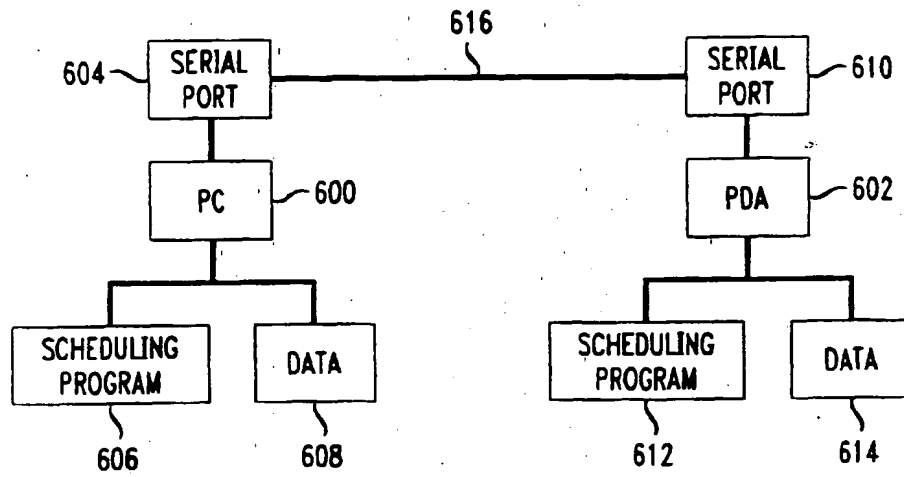 616
604
SERIAL
PORT
SERIAL
PORT
610
PC
600
PDA
602
SCHEDULING
PROGRAM
DATA
SCHEDULING
PROGRAM
DATA
606
608
612
614